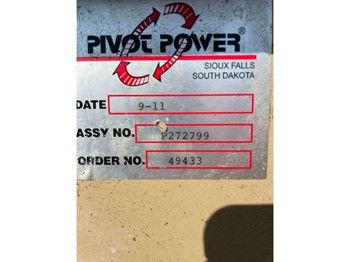 PIVOT POWER®
SIOUX FALLS
SOUTH DAKOTA
DATE 9-11
ASSY NO. P272799
ORDER NO. 49433